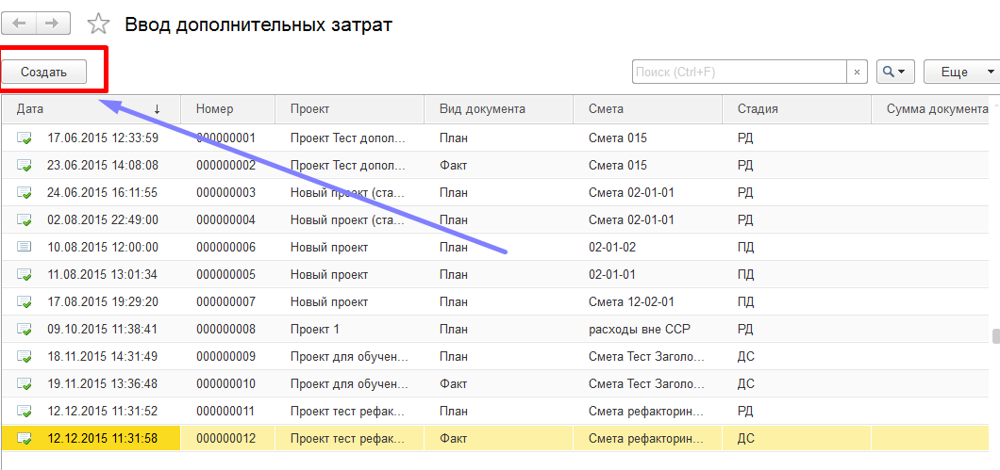 Ввод дополнительных затрат
Создать Поиск (Ctrl+F) × Еще
Дата ↓ Номер Проект Вид документа Смета Стадия Сумма документа
17.06.2015 12:33:59 000000001 Проект Тест допол... План Смета 015 РД
23.06.2015 14:08:08 000000002 Проект Тест допол... Факт Смета 015 РД
24.06.2015 16:11:55 000000003 Новый проект (ста... План Смета 02-01-01 РД
02.08.2015 22:49:00 000000004 Новый проект (ста... План Смета 02-01-01 РД
10.08.2015 12:00:00 000000006 Новый проект План 02-01-02 ПД
11.08.2015 13:01:34 000000005 Новый проект План 02-01-01 ПД
17.08.2015 19:29:20 000000007 Новый проект План Смета 12-02-01 ПД
09.10.2015 11:38:41 000000008 Проект 1 План расходы вне ССР РД
18.11.2015 14:31:49 000000009 Проект для обучен... План Смета Тест Заголо... ДС
19.11.2015 13:36:48 000000010 Проект для обучен... Факт Смета Тест Заголо... ДС
12.12.2015 11:31:52 000000011 Проект тест рефак... План Смета рефакторин... РД
12.12.2015 11:31:58 000000012 Проект тест рефак... Факт Смета рефакторин... ДС